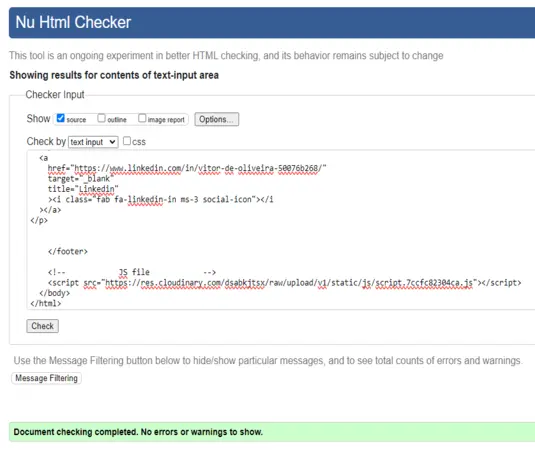 Nu Html Checker
This tool is an ongoing experiment in better HTML checking, and its behavior remains subject to change
Showing results for contents of text-input area
Checker Input
Show source outline image report Options...
Check by text input css
<a
href="https://www.linkedin.com/in/vitor-de-oliveira-50076b268/"
target="_blank"
title="Linkedin"
><i class="fab fa-linkedin-in ms-3 social-icon"></i
></a>
</p>
</footer>
<!-- JS file -->
<script src="https://res.cloudinary.com/dsabkjtsx/raw/upload/v1/static/js/script.7ccfc82304ca.js"></script>
</body>
</html>
Check
Use the Message Filtering button below to hide/show particular messages, and to see total counts of errors and warnings.
Message Filtering
Document checking completed. No errors or warnings to show.